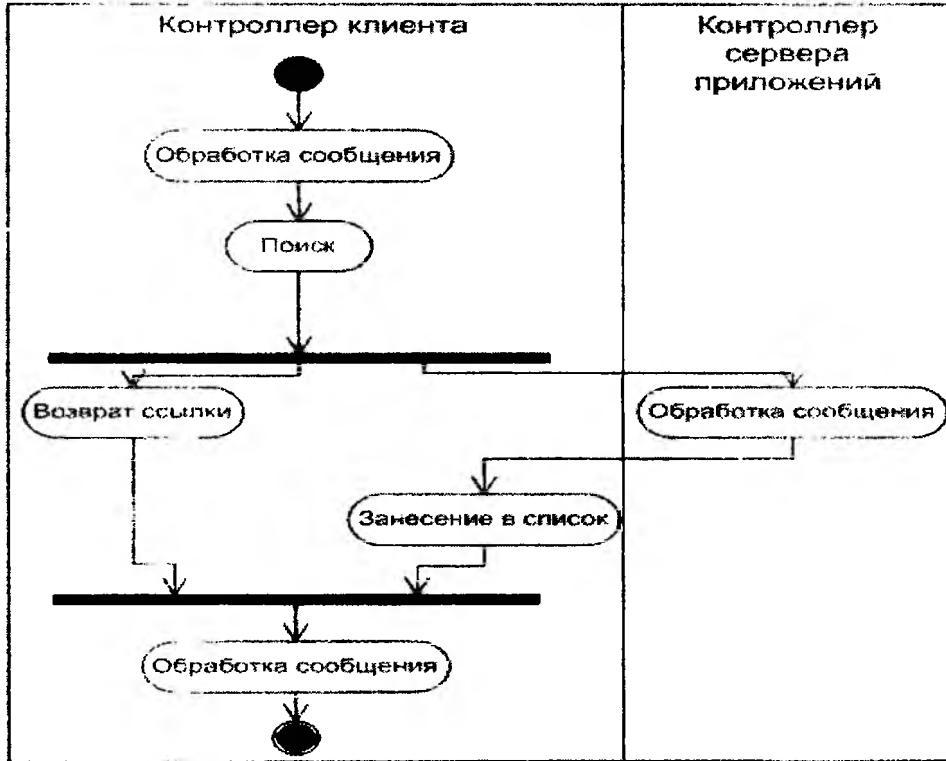 Контроллер клиента
Контроллер
сервера
приложений
Обработка сообщения
Поиск
Возврат ссылки
Обработка сообщения
Занесение в список
Обработка сообщения